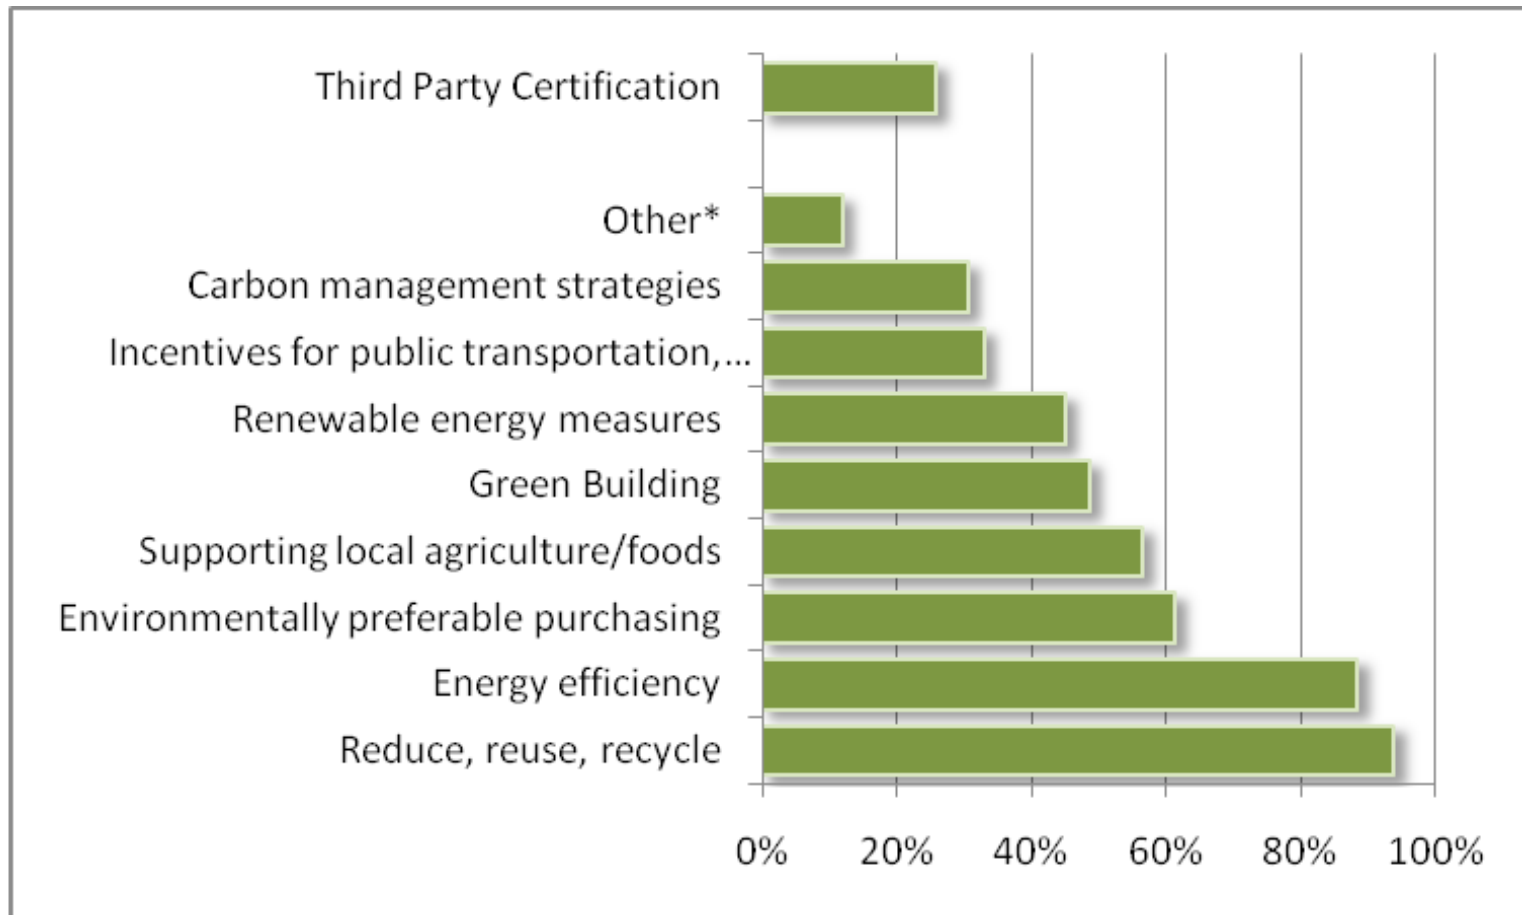 Third Party Certification
Other*
Carbon management strategies
Incentives for public transportation,...
Renewable energy measures
Green Building
Supporting local agriculture/foods
Environmentally preferable purchasing
Energy efficiency
Reduce, reuse, recycle
0% 20% 40% 60% 80% 100%